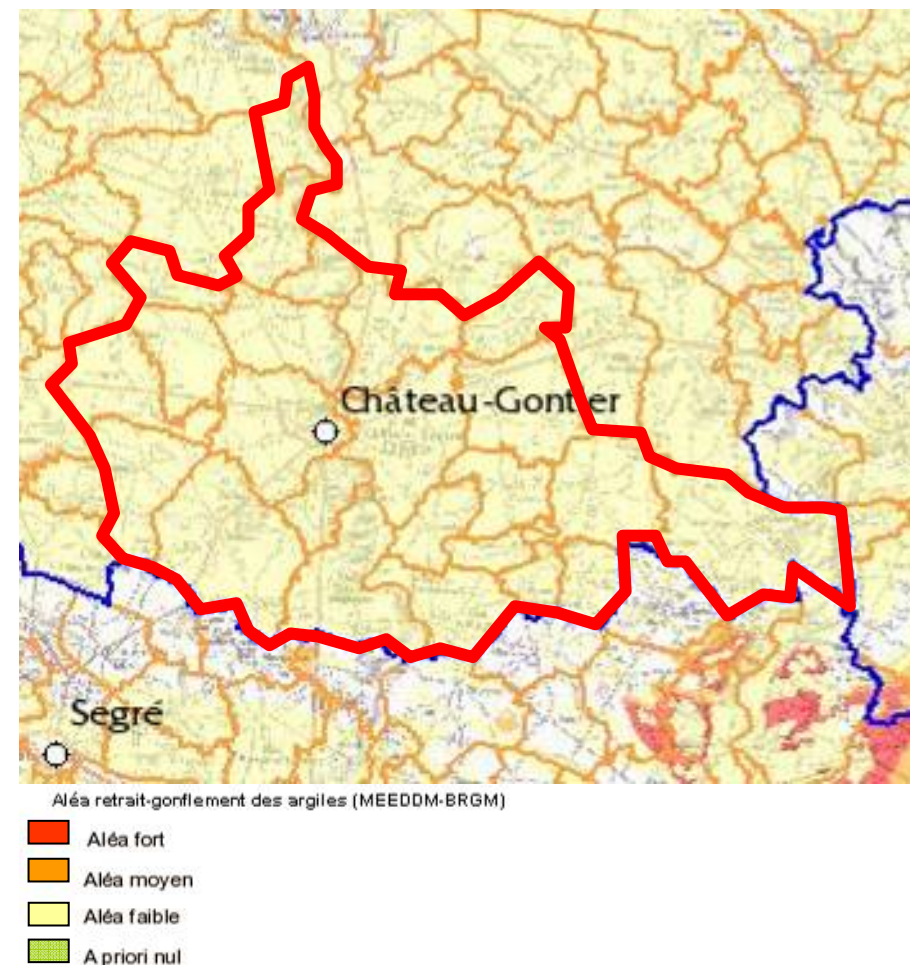 Château-Gontier
Segré
Aléa retrait-gonflement des argiles (MEEDDM-BRGM)
Aléa fort
Aléa moyen
Aléa faible
A priori nul